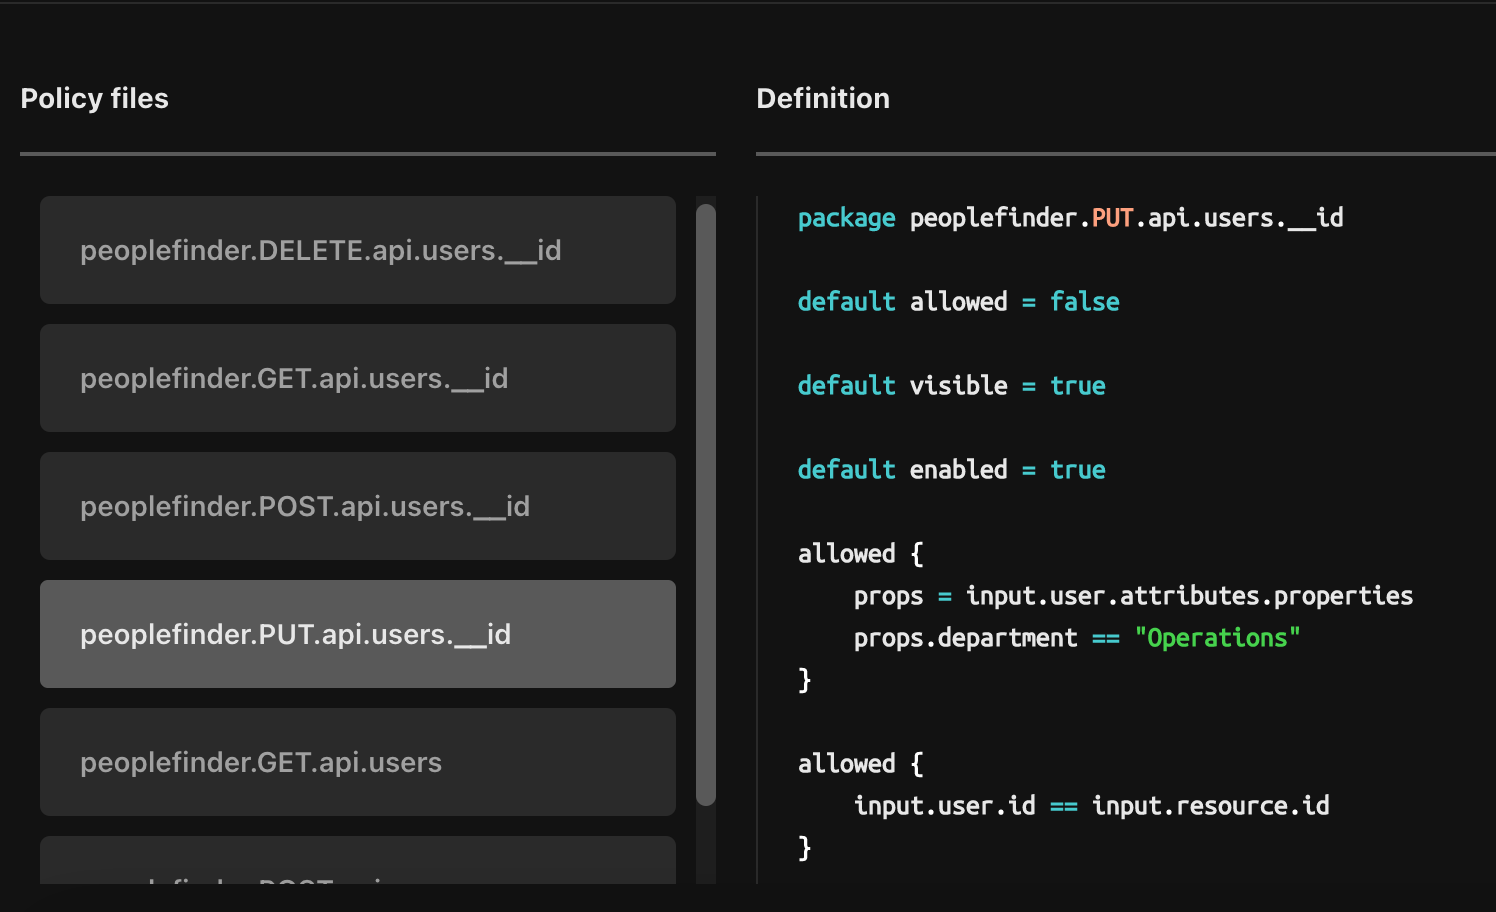 Policy files
peoplefinder.DELETE.api.users.__id
peoplefinder.GET.api.users.__id
peoplefinder.POST.api.users.__id
peoplefinder.PUT.api.users.__id
peoplefinder.GET.api.users
Definition
package peoplefinder.PUT.api.users.__id
default allowed = false
default visible = true
default enabled = true
allowed {
props = input.user.attributes.properties
props.department == "Operations"
}
allowed {
input.user.id == input.resource.id
}